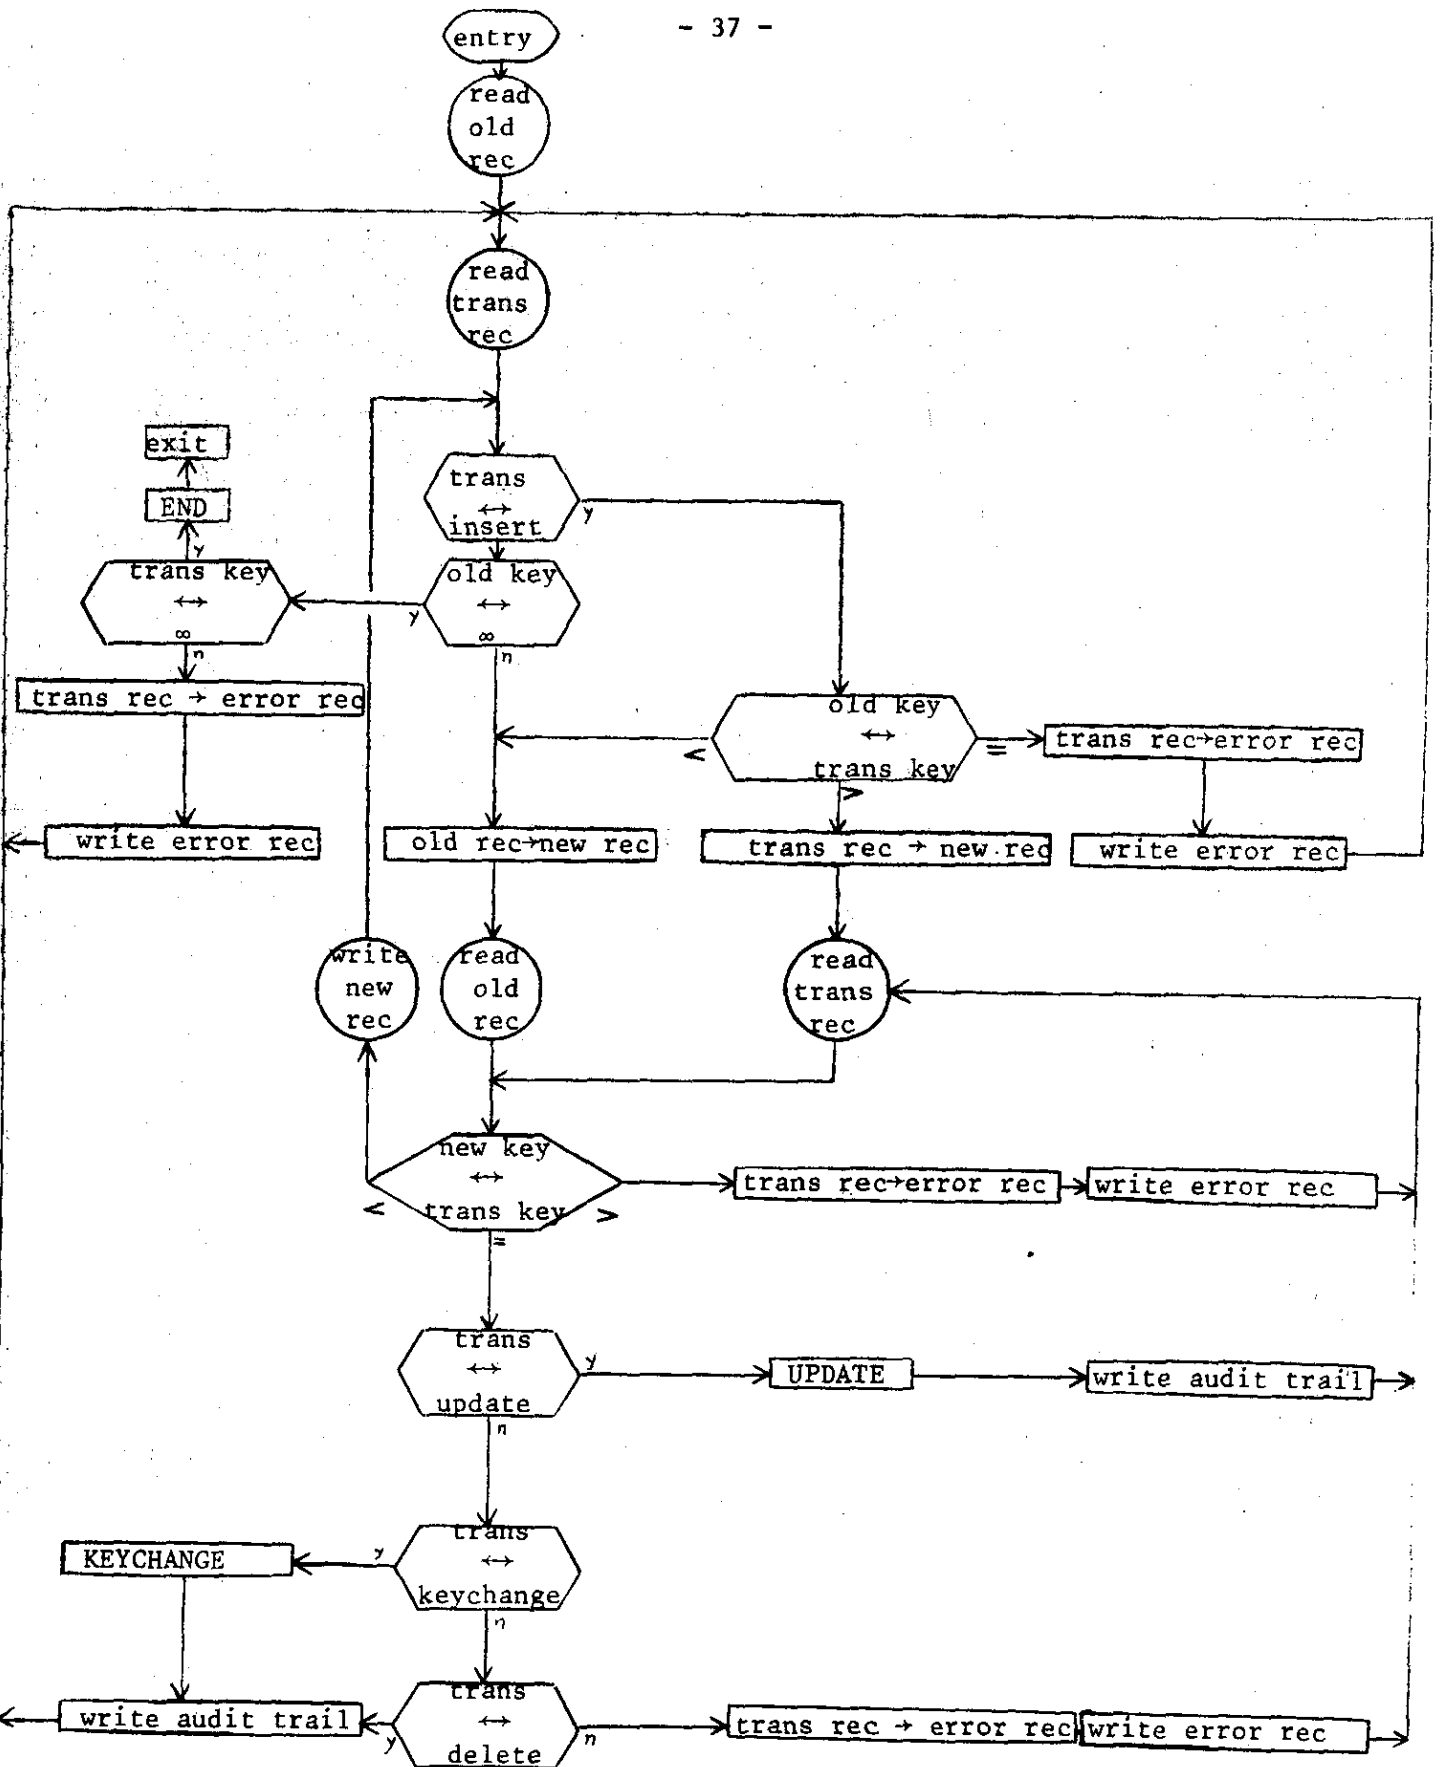 - 37 -
entry
read
old
rec
read
trans
rec
exit
END
y
trans
↔
insert
y
trans key
↔
∞
n
old key
↔
∞
y
n
trans rec → error rec
old key
↔
trans key
<
=
>
trans rec→error rec
write error rec
old rec→new rec
trans rec → new rec
write error rec
write
new
rec
read
old
rec
read
trans
rec
new key
↔
trans key
<
>
=
trans rec→error rec
write error rec
trans
↔
update
y
n
UPDATE
write audit trail
trans
↔
keychange
y
n
KEYCHANGE
write audit trail
trans
↔
delete
y
n
trans rec → error rec
write error rec